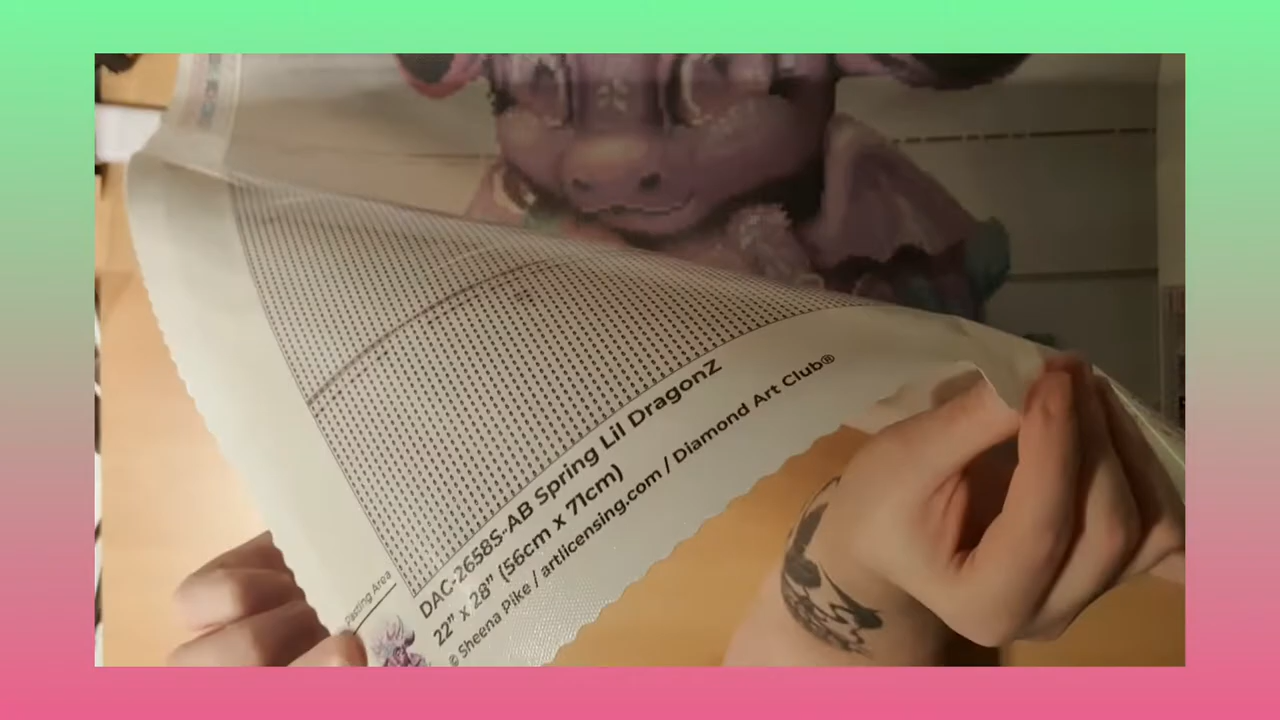 DAC-2658S-AB Spring Lil DragonZ
22" x 28" (56cm x 71cm)
© Sheena Pike / artlicensing.com / Diamond Art Club®
Pasting Area